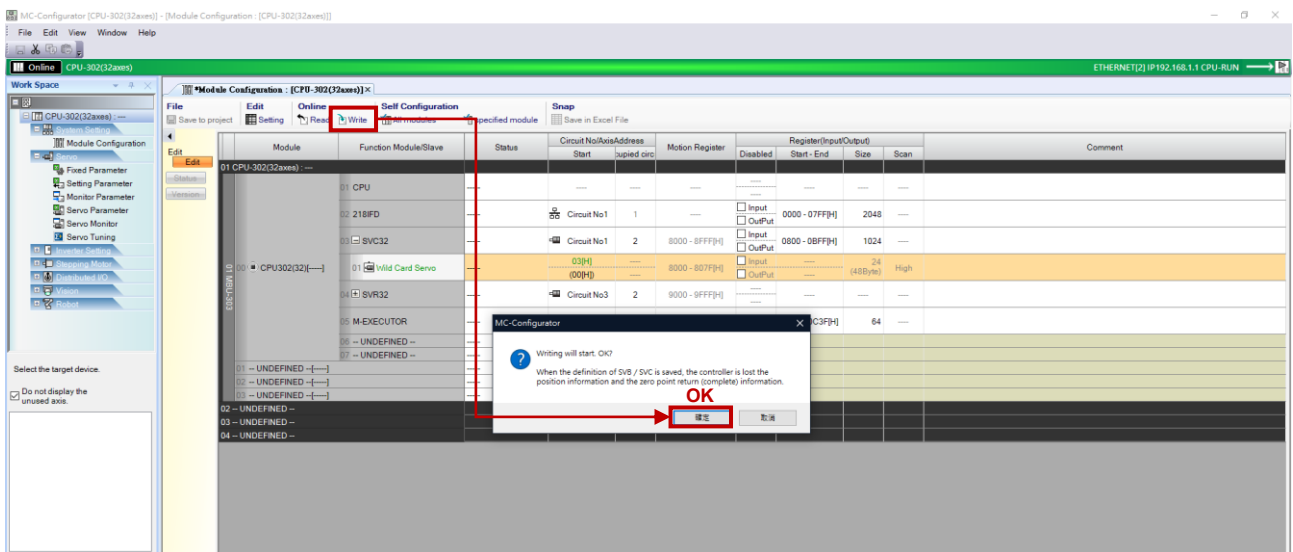 MC-Configurator [CPU-302(32axes)] - [Module Configuration : [CPU-302(32axes)]]
File Edit View Window Help
Online CPU-302(32axes) ETHERNET[2] IP192.168.1.1 CPU-RUN
Work Space
*Module Configuration : [CPU-302(32axes)]
File Edit Online Self Configuration Snap
Save to project Setting Read Write All modules specified module Save in Excel File
CPU-302(32axes) : ---
System Setting
Module Configuration
Servo
Fixed Parameter
Setting Parameter
Monitor Parameter
Servo Parameter
Servo Monitor
Servo Tuning
Inverter Setting
Stepping Motor
Distributed I/O
Vision
Robot
Select the target device.
Do not display the
unused axis.
Edit
Edit
Status
Version
Module Function Module/Slave Status Circuit No/AxisAddress Motion Register Register(Input/Output) Comment
Start cupied circ Disabled Start - End Size Scan
01 CPU-302(32axes) : ---
01 MBU-303
00 CPU302(32)[----]
01 CPU ---- ---- ---- ---- ---- ---- ---- ----
02 218IFD ---- Circuit No1 1 ---- Input OutPut 0000 - 07FF[H] 2048 ----
03 SVC32 ---- Circuit No1 2 8000 - 8FFF[H] Input OutPut 0800 - 0BFF[H] 1024 ----
01 Wild Card Servo ---- 03[H] ---- 8000 - 807F[H] Input ---- 24 High
(00[H]) ---- OutPut ---- (48Byte)
04 SVR32 ---- Circuit No3 2 9000 - 9FFF[H] ---- ---- ---- ----
05 M-EXECUTOR ---- C3F[H] 64 ----
06 -- UNDEFINED -- ----
07 -- UNDEFINED -- ----
01 -- UNDEFINED --[----] ----
02 -- UNDEFINED --[----] ----
03 -- UNDEFINED --[----] ----
02 -- UNDEFINED --
03 -- UNDEFINED --
04 -- UNDEFINED --
MC-Configurator
Writing will start. OK?
When the definition of SVB / SVC is saved, the controller is lost the
position information and the zero point return (complete) information.
OK
確定 取消